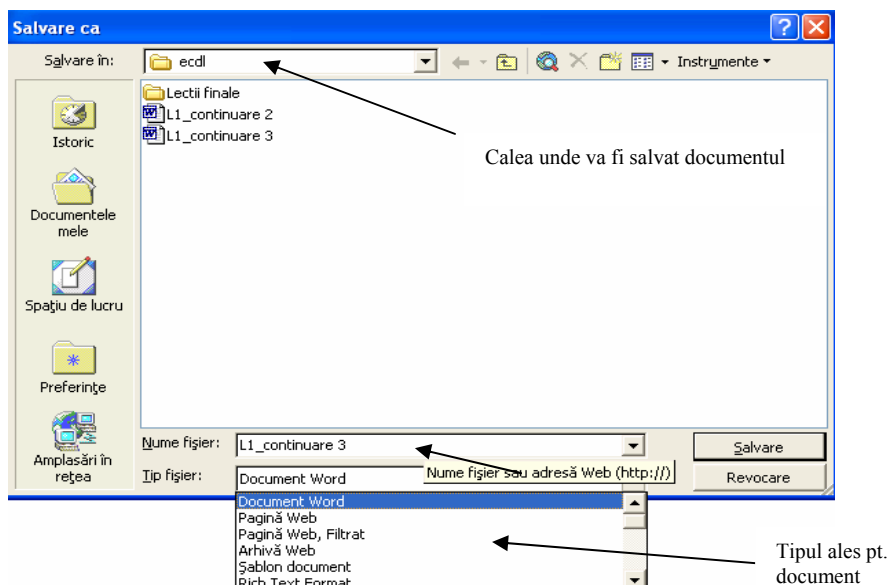 Salvare ca
Salvare în:
ecdl
Instrumente
Lectii finale
L1_continuare 2
L1_continuare 3
Istoric
Calea unde va fi salvat documentul
Documentele
mele
Spaţiu de lucru
Preferinţe
Amplasări în
reţea
Nume fişier:
L1_continuare 3
Salvare
Tip fişier:
Document Word
Nume fişier sau adresă Web (http://)
Revocare
Document Word
Pagină Web
Pagină Web, Filtrat
Arhivă Web
Şablon document
Rich Text Format
Tipul ales pt.
document